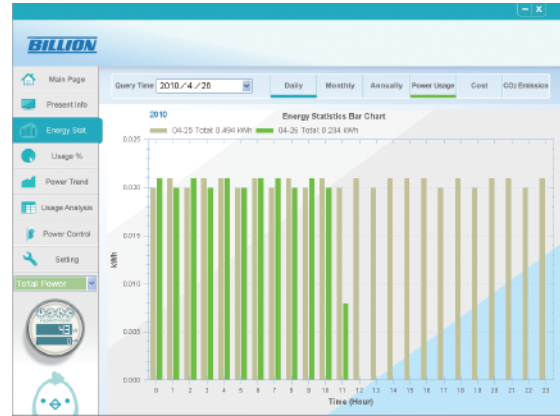 BILLION
Main Page
Present Info
Energy Stat.
Usage %
Power Trend
Usage Analysis
Power Control
Setting
Total Power
43
Query Time 2010/4/26 Daily Monthly Annually Power Usage Cost CO2 Emission
2010 Energy Statistics Bar Chart
04-25 Total: 0.494 kWh 04-26 Total: 0.234 kWh
0.025
0.020
0.015
0.010
0.005
0.000
kWh
0 1 2 3 4 5 6 7 8 9 10 11 12 13 14 15 16 17 18 19 20 21 22 23
Time (Hour)